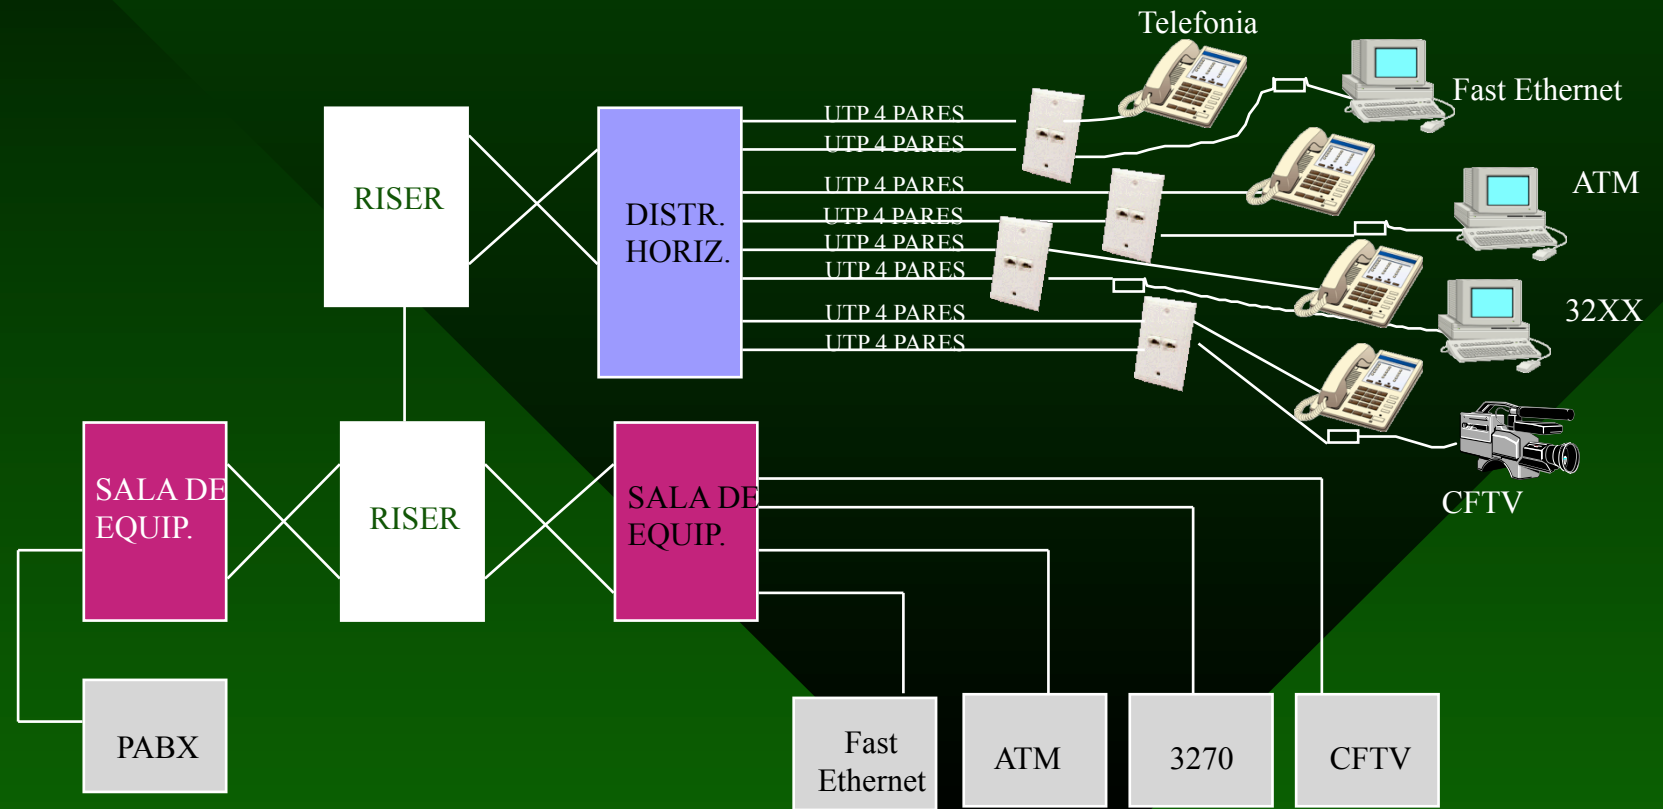 Telefonia
Fast Ethernet
UTP 4 PARES
UTP 4 PARES
RISER
DISTR.
HORIZ.
UTP 4 PARES
ATM
UTP 4 PARES
UTP 4 PARES
UTP 4 PARES
32XX
UTP 4 PARES
UTP 4 PARES
CFTV
SALA DE
EQUIP.
RISER
SALA DE
EQUIP.
PABX
Fast
Ethernet
ATM
3270
CFTV